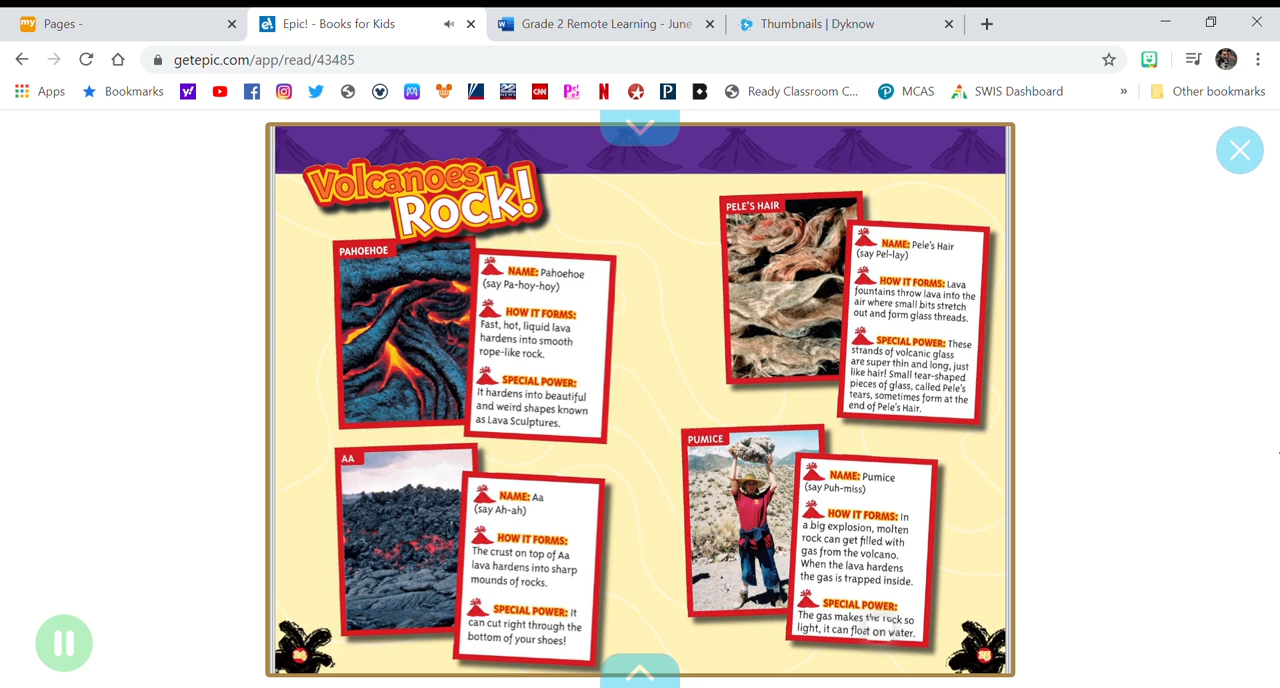 Pages -
Epic! - Books for Kids
Grade 2 Remote Learning - June
Thumbnails | Dyknow
getepic.com/app/read/43485
Apps
Bookmarks
Ready Classroom C...
MCAS
SWIS Dashboard
»
Other bookmarks
Volcanoes
Rock!
PAHOEHOE
NAME: Pahoehoe
(say Pa-hoy-hoy)
HOW IT FORMS:
Fast, hot, liquid lava
hardens into smooth
rope-like rock.
SPECIAL POWER:
It hardens into beautiful
and weird shapes known
as Lava Sculptures.
AA
NAME: Aa
(say Ah-ah)
HOW IT FORMS:
The crust on top of Aa
lava hardens into sharp
mounds of rocks.
SPECIAL POWER: It
can cut right through the
bottom of your shoes!
24
PELE'S HAIR
NAME: Pele's Hair
(say Pel-lay)
HOW IT FORMS: Lava
fountains throw lava into the
air where small bits stretch
out and form glass threads.
SPECIAL POWER: These
strands of volcanic glass
are super thin and long, just
like hair! Small tear-shaped
pieces of glass, called Pele's
tears, sometimes form at the
end of Pele's Hair.
PUMICE
NAME: Pumice
(say Puh-miss)
HOW IT FORMS: In
a big explosion, molten
rock can get filled with
gas from the volcano.
When the lava hardens
the gas is trapped inside.
SPECIAL POWER:
The gas makes the rock so
light, it can float on water.
25